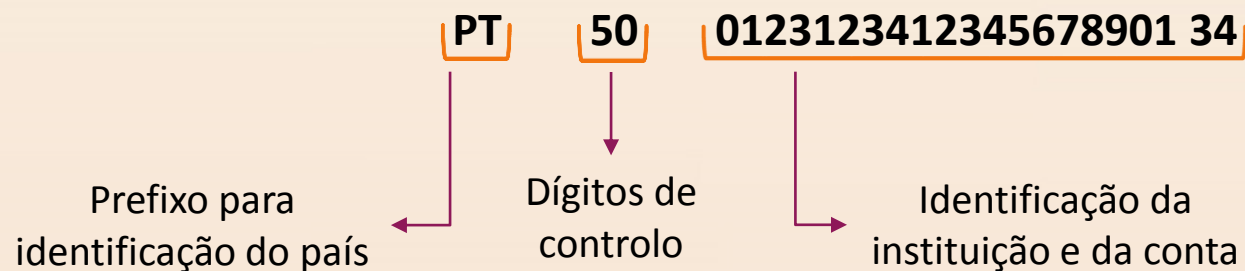 PT 50 0123123412345678901 34
Prefixo para
identificação do país
Dígitos de
controlo
Identificação da
instituição e da conta